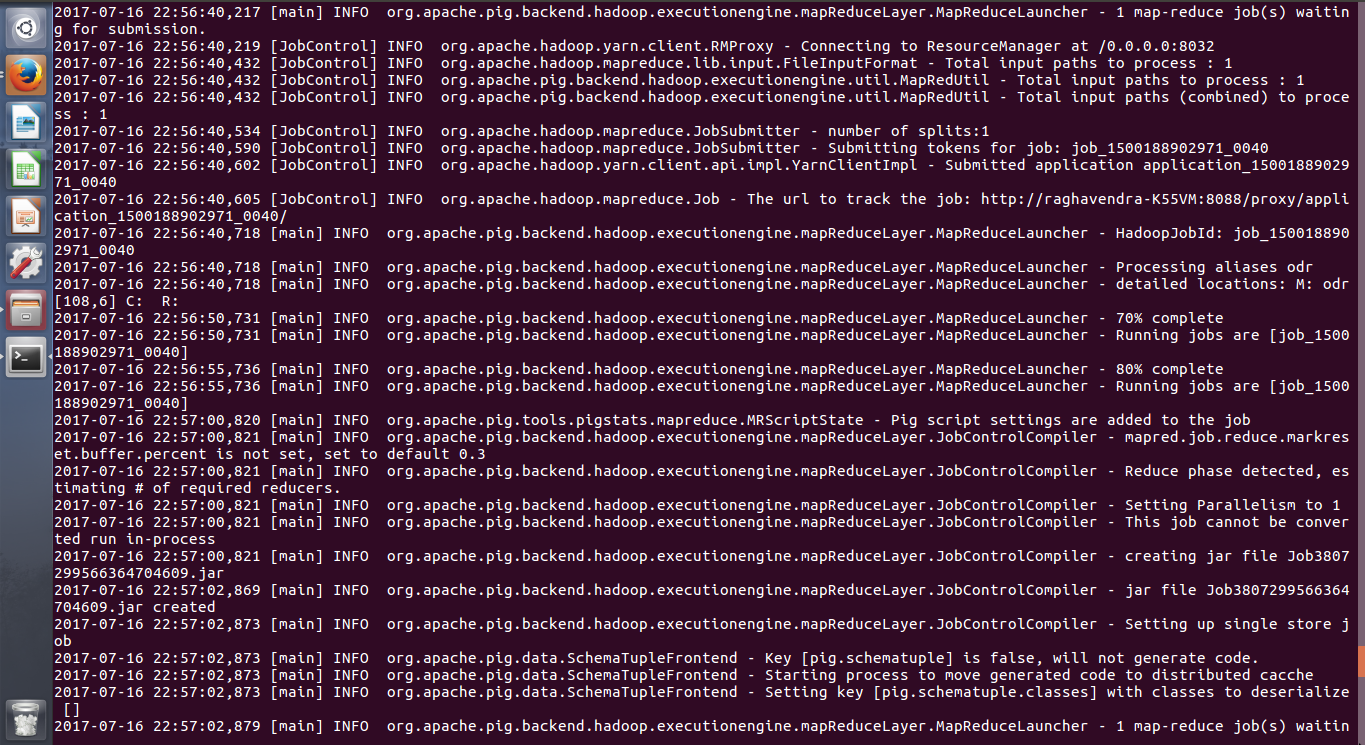 2017-07-16 22:56:40,217 [main] INFO  org.apache.pig.backend.hadoop.executionengine.mapReduceLayer.MapReduceLauncher - 1 map-reduce job(s) waitin
g for submission.
2017-07-16 22:56:40,219 [JobControl] INFO  org.apache.hadoop.yarn.client.RMProxy - Connecting to ResourceManager at /0.0.0.0:8032
2017-07-16 22:56:40,432 [JobControl] INFO  org.apache.hadoop.mapreduce.lib.input.FileInputFormat - Total input paths to process : 1
2017-07-16 22:56:40,432 [JobControl] INFO  org.apache.pig.backend.hadoop.executionengine.util.MapRedUtil - Total input paths to process : 1
2017-07-16 22:56:40,432 [JobControl] INFO  org.apache.pig.backend.hadoop.executionengine.util.MapRedUtil - Total input paths (combined) to proce
ss : 1
2017-07-16 22:56:40,534 [JobControl] INFO  org.apache.hadoop.mapreduce.JobSubmitter - number of splits:1
2017-07-16 22:56:40,590 [JobControl] INFO  org.apache.hadoop.mapreduce.JobSubmitter - Submitting tokens for job: job_1500188902971_0040
2017-07-16 22:56:40,602 [JobControl] INFO  org.apache.hadoop.yarn.client.api.impl.YarnClientImpl - Submitted application application_15001889029
71_0040
2017-07-16 22:56:40,605 [JobControl] INFO  org.apache.hadoop.mapreduce.Job - The url to track the job: http://raghavendra-K55VM:8088/proxy/appli
cation_1500188902971_0040/
2017-07-16 22:56:40,718 [main] INFO  org.apache.pig.backend.hadoop.executionengine.mapReduceLayer.MapReduceLauncher - HadoopJobId: job_150018890
2971_0040
2017-07-16 22:56:40,718 [main] INFO  org.apache.pig.backend.hadoop.executionengine.mapReduceLayer.MapReduceLauncher - Processing aliases odr
2017-07-16 22:56:40,718 [main] INFO  org.apache.pig.backend.hadoop.executionengine.mapReduceLayer.MapReduceLauncher - detailed locations: M: odr
[108,6] C:  R: 
2017-07-16 22:56:50,731 [main] INFO  org.apache.pig.backend.hadoop.executionengine.mapReduceLayer.MapReduceLauncher - 70% complete
2017-07-16 22:56:50,731 [main] INFO  org.apache.pig.backend.hadoop.executionengine.mapReduceLayer.MapReduceLauncher - Running jobs are [job_1500
188902971_0040]
2017-07-16 22:56:55,736 [main] INFO  org.apache.pig.backend.hadoop.executionengine.mapReduceLayer.MapReduceLauncher - 80% complete
2017-07-16 22:56:55,736 [main] INFO  org.apache.pig.backend.hadoop.executionengine.mapReduceLayer.MapReduceLauncher - Running jobs are [job_1500
188902971_0040]
2017-07-16 22:57:00,820 [main] INFO  org.apache.pig.tools.pigstats.mapreduce.MRScriptState - Pig script settings are added to the job
2017-07-16 22:57:00,821 [main] INFO  org.apache.pig.backend.hadoop.executionengine.mapReduceLayer.JobControlCompiler - mapred.job.reduce.markres
et.buffer.percent is not set, set to default 0.3
2017-07-16 22:57:00,821 [main] INFO  org.apache.pig.backend.hadoop.executionengine.mapReduceLayer.JobControlCompiler - Reduce phase detected, es
timating # of required reducers.
2017-07-16 22:57:00,821 [main] INFO  org.apache.pig.backend.hadoop.executionengine.mapReduceLayer.JobControlCompiler - Setting Parallelism to 1
2017-07-16 22:57:00,821 [main] INFO  org.apache.pig.backend.hadoop.executionengine.mapReduceLayer.JobControlCompiler - This job cannot be conver
ted run in-process
2017-07-16 22:57:00,821 [main] INFO  org.apache.pig.backend.hadoop.executionengine.mapReduceLayer.JobControlCompiler - creating jar file Job3807
299566364704609.jar
2017-07-16 22:57:02,869 [main] INFO  org.apache.pig.backend.hadoop.executionengine.mapReduceLayer.JobControlCompiler - jar file Job3807299566364
704609.jar created
2017-07-16 22:57:02,873 [main] INFO  org.apache.pig.backend.hadoop.executionengine.mapReduceLayer.JobControlCompiler - Setting up single store j
ob
2017-07-16 22:57:02,873 [main] INFO  org.apache.pig.data.SchemaTupleFrontend - Key [pig.schematuple] is false, will not generate code.
2017-07-16 22:57:02,873 [main] INFO  org.apache.pig.data.SchemaTupleFrontend - Starting process to move generated code to distributed cacche
2017-07-16 22:57:02,873 [main] INFO  org.apache.pig.data.SchemaTupleFrontend - Setting key [pig.schematuple.classes] with classes to deserialize
 []
2017-07-16 22:57:02,879 [main] INFO  org.apache.pig.backend.hadoop.executionengine.mapReduceLayer.MapReduceLauncher - 1 map-reduce job(s) waitin